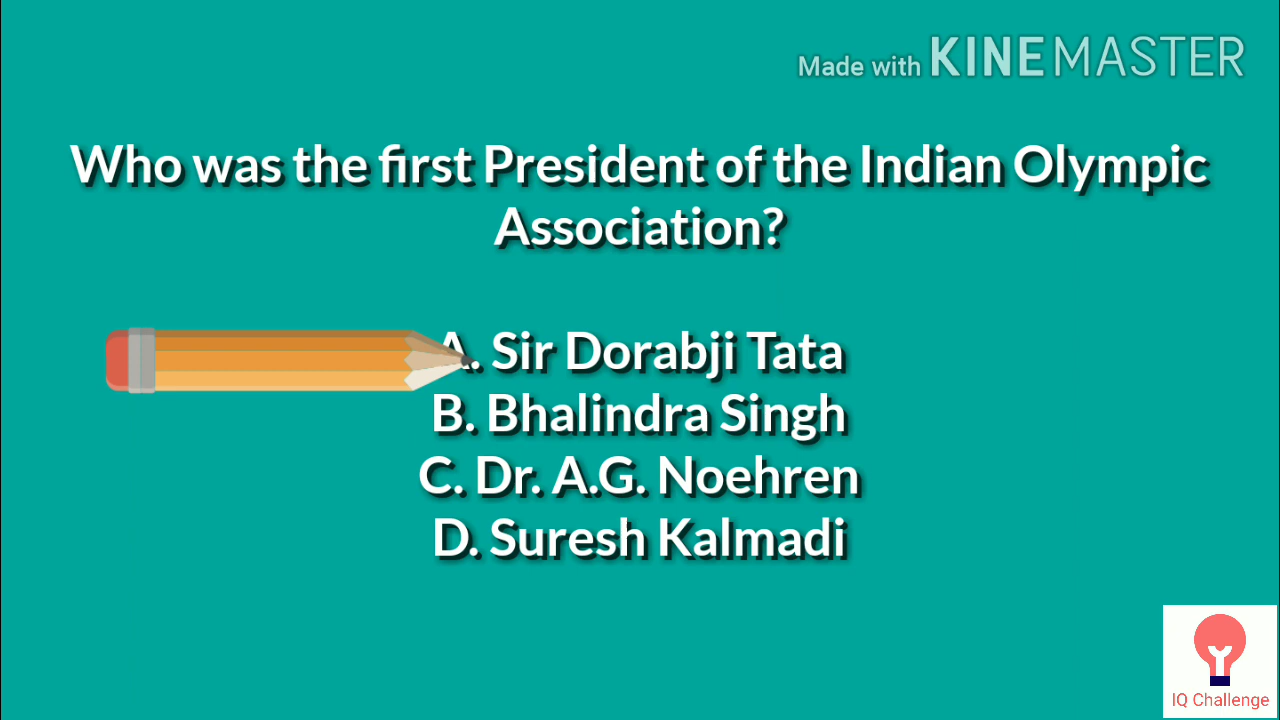 Made with KINEMASTER
Who was the first President of the Indian Olympic
Association?
A. Sir Dorabji Tata
B. Bhalindra Singh
C. Dr. A.G. Noehren
D. Suresh Kalmadi
IQ Challenge